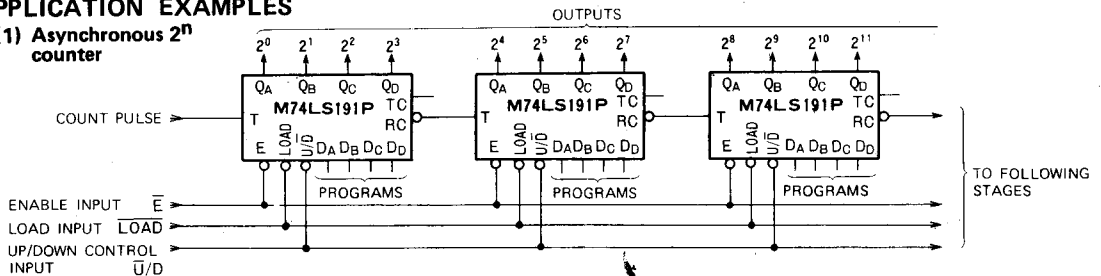 PPLICATION EXAMPLES
1) Asynchronous 2ⁿ
counter
OUTPUTS
2⁰ 2¹ 2² 2³ 2⁴ 2⁵ 2⁶ 2⁷ 2⁸ 2⁹ 2¹⁰ 2¹¹
QA QB QC QD QA QB QC QD QA QB QC QD
M74LS191P TC M74LS191P TC M74LS191P TC
COUNT PULSE T RC T RC T RC
E LOAD U̅/D DA DB DC DD E LOAD U̅/D DA DB DC DD E LOAD U̅/D DA DB DC DD
PROGRAMS PROGRAMS PROGRAMS
TO FOLLOWING
STAGES
ENABLE INPUT E̅
LOAD INPUT L̅O̅A̅D̅
UP/DOWN CONTROL
INPUT U̅/D